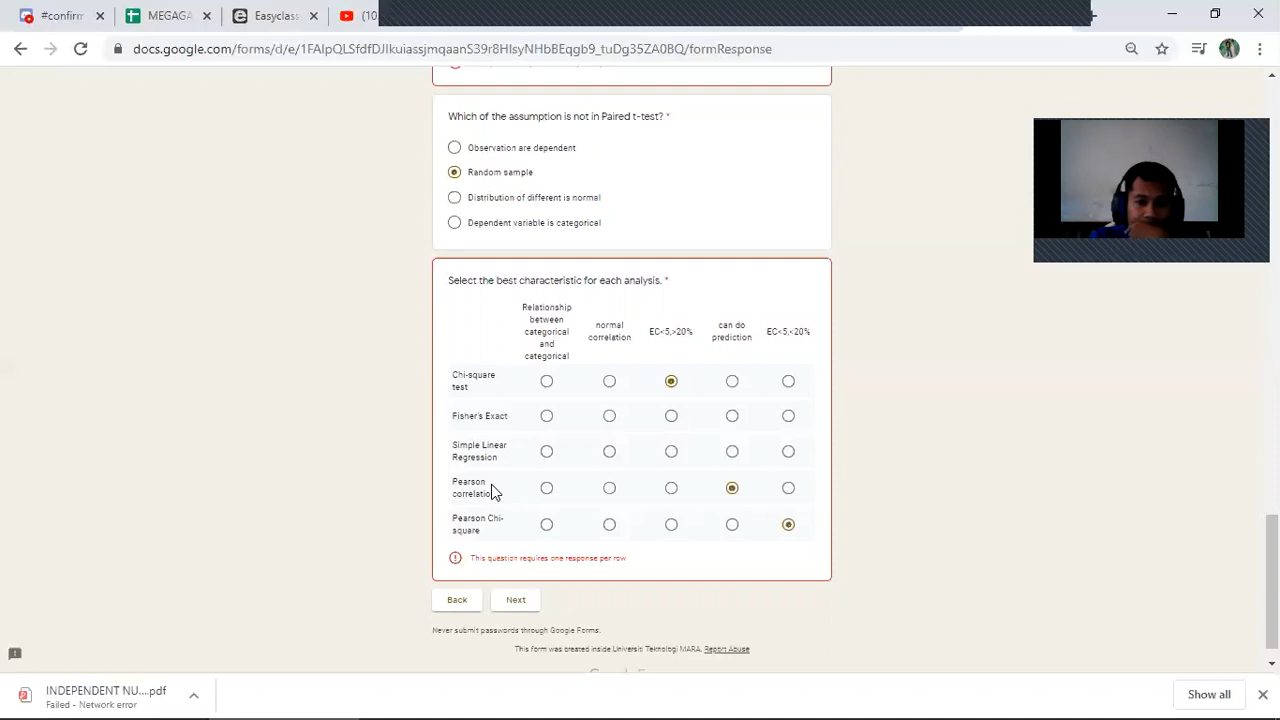 #confirm
MEGAG
Easyclass
(10
docs.google.com/forms/d/e/1FAIpQLSfdfDJIkuiassjmqaanS39r8HIsyNHbBEqgb9_tuDg35ZA0BQ/formResponse
Which of the assumption is not in Paired t-test? *
Observation are dependent
Random sample
Distribution of different is normal
Dependent variable is categorical
Select the best characteristic for each analysis. *
Relationship
between
categorical
and
categorical
normal
correlation
EC<5,>20%
can do
prediction
EC<5,<20%
Chi-square
test
Fisher's Exact
Simple Linear
Regression
Pearson
correlation
Pearson Chi-
square
This question requires one response per row
Back
Next
Never submit passwords through Google Forms.
This form was created inside Universiti Teknologi MARA. Report Abuse
INDEPENDENT NU....pdf
Failed - Network error
Show all